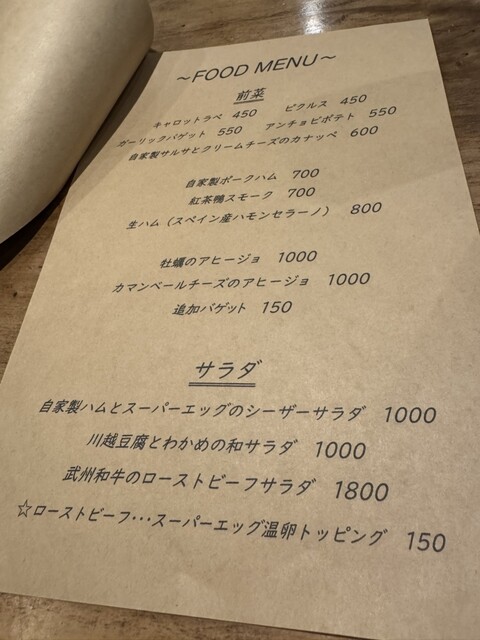 ～FOOD MENU～
前菜
キャロットラペ 450 ピクルス 450
ガーリックバゲット 550 アンチョビポテト 550
自家製サルサとクリームチーズのカナッペ 600
自家製ポークハム 700
紅茶鴨スモーク 700
生ハム（スペイン産ハモンセラーノ） 800
牡蠣のアヒージョ 1000
カマンベールチーズのアヒージョ 1000
追加バゲット 150
サラダ
自家製ハムとスーパーエッグのシーザーサラダ 1000
川越豆腐とわかめの和サラダ 1000
武州和牛のローストビーフサラダ 1800
☆ローストビーフ･･･スーパーエッグ温卵トッピング 150